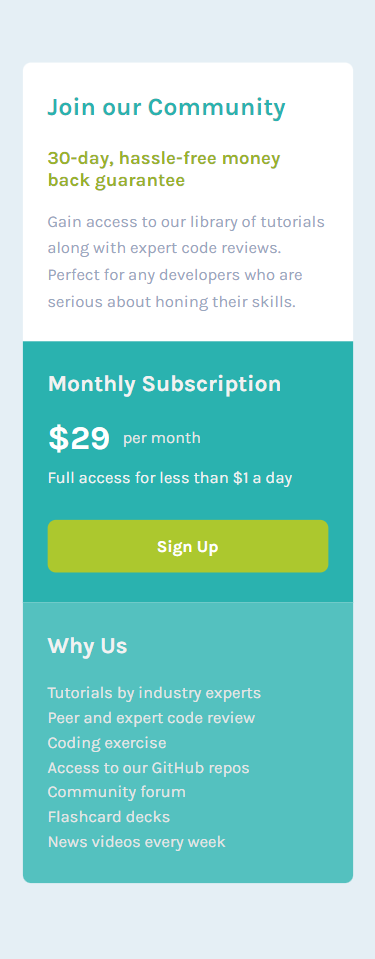 Join our Community
30-day, hassle-free money
back guarantee
Gain access to our library of tutorials
along with expert code reviews.
Perfect for any developers who are
serious about honing their skills.
Monthly Subscription
$29 per month
Full access for less than $1 a day
Sign Up
Why Us
Tutorials by industry experts
Peer and expert code review
Coding exercise
Access to our GitHub repos
Community forum
Flashcard decks
News videos every week